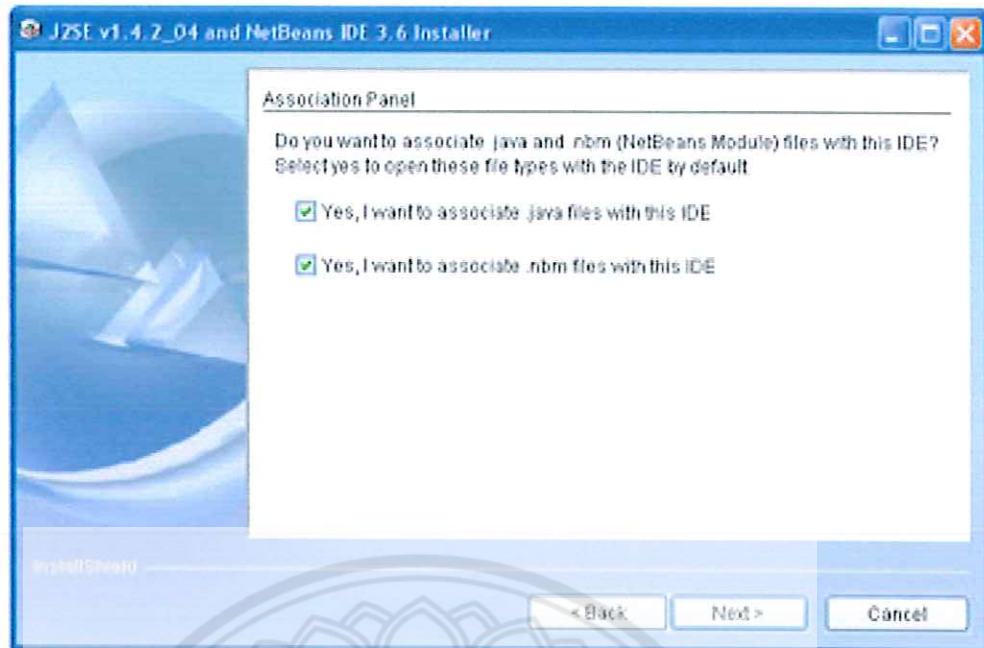 J2SE v1.4.2_04 and NetBeans IDE 3.6 Installer
Association Panel
Do you want to associate .java and .nbm (NetBeans Module) files with this IDE?
Select yes to open these file types with the IDE by default
Yes, I want to associate .java files with this IDE
Yes, I want to associate .nbm files with this IDE
InstallShield
< Back
Next >
Cancel